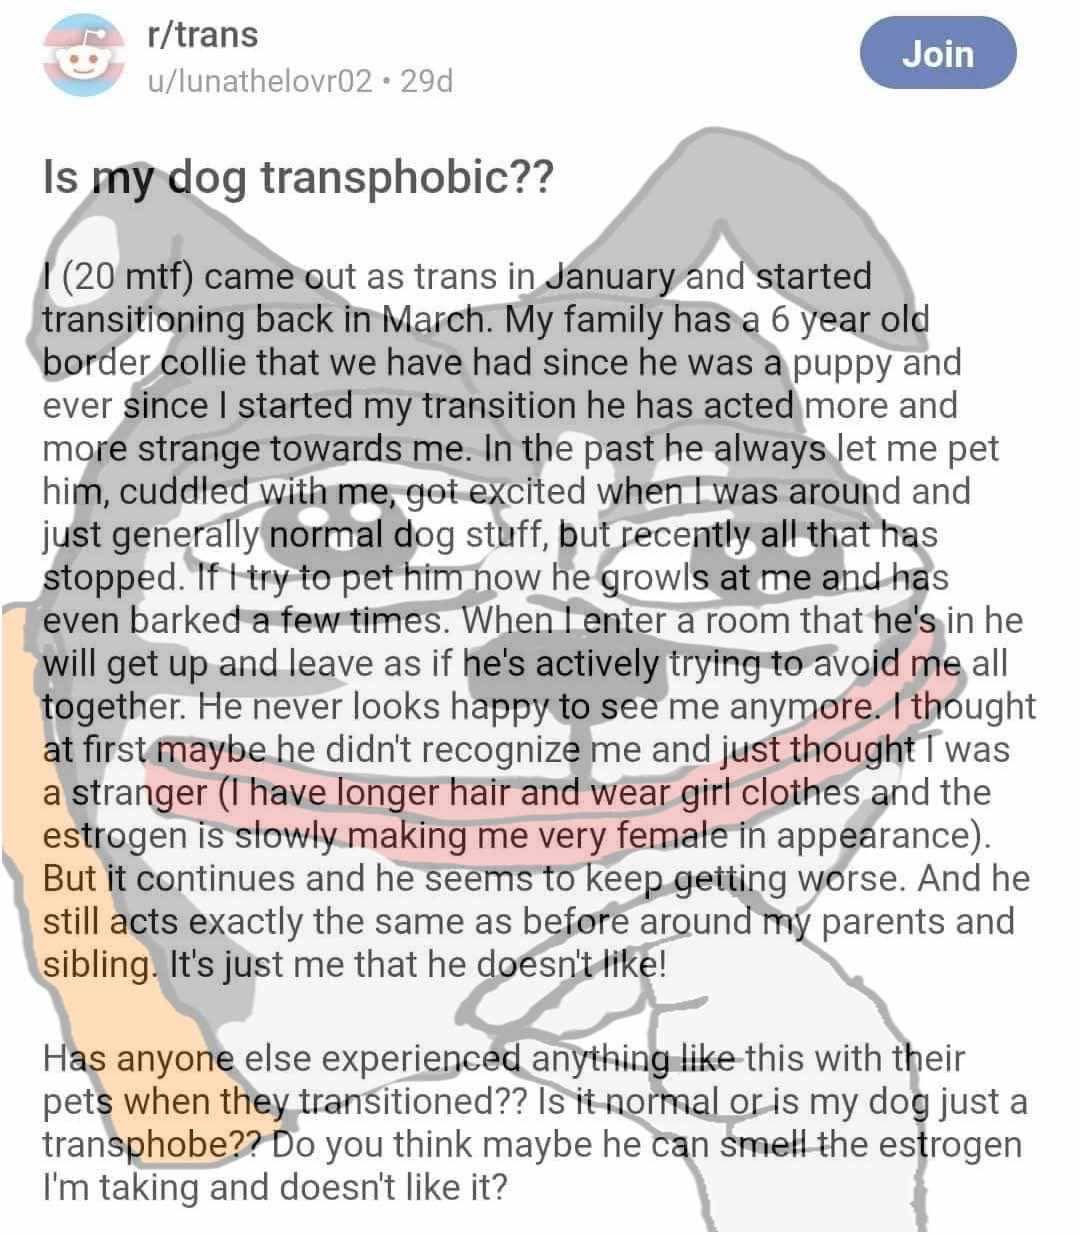 r/trans
u/lunathelovr02 • 29d
Join
Is my dog transphobic??
I (20 mtf) came out as trans in January and started
transitioning back in March. My family has a 6 year old
border collie that we have had since he was a puppy and
ever since I started my transition he has acted more and
more strange towards me. In the past he always let me pet
him, cuddled with me, got excited when I was around and
just generally normal dog stuff, but recently all that has
stopped. If I try to pet him now he growls at me and has
even barked a few times. When I enter a room that he's in he
will get up and leave as if he's actively trying to avoid me all
together. He never looks happy to see me anymore. I thought
at first maybe he didn't recognize me and just thought I was
a stranger (I have longer hair and wear girl clothes and the
estrogen is slowly making me very female in appearance).
But it continues and he seems to keep getting worse. And he
still acts exactly the same as before around my parents and
sibling. It's just me that he doesn't like!
Has anyone else experienced anything like this with their
pets when they transitioned?? Is it normal or is my dog just a
transphobe?? Do you think maybe he can smell the estrogen
I'm taking and doesn't like it?